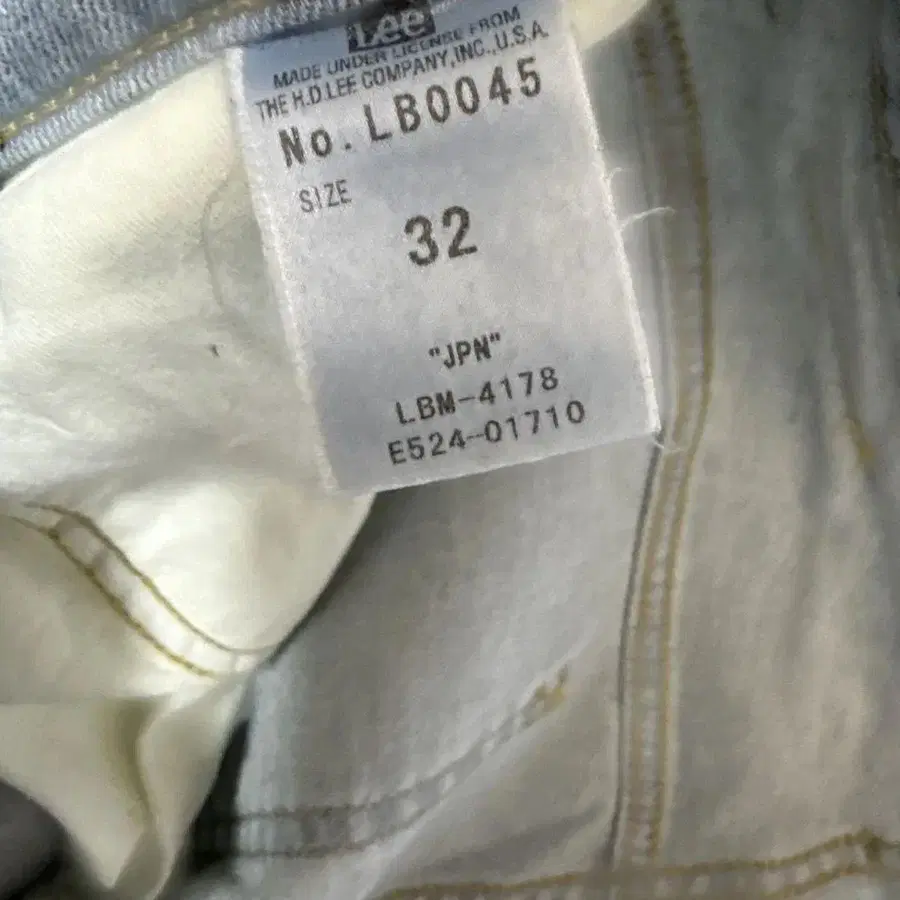 Lee
MADE UNDER LICENSE FROM
THE H.D.LEE COMPANY,INC.,U.S.A.
No.LB0045
SIZE
32
"JPN"
LBM-4178
E524-01710